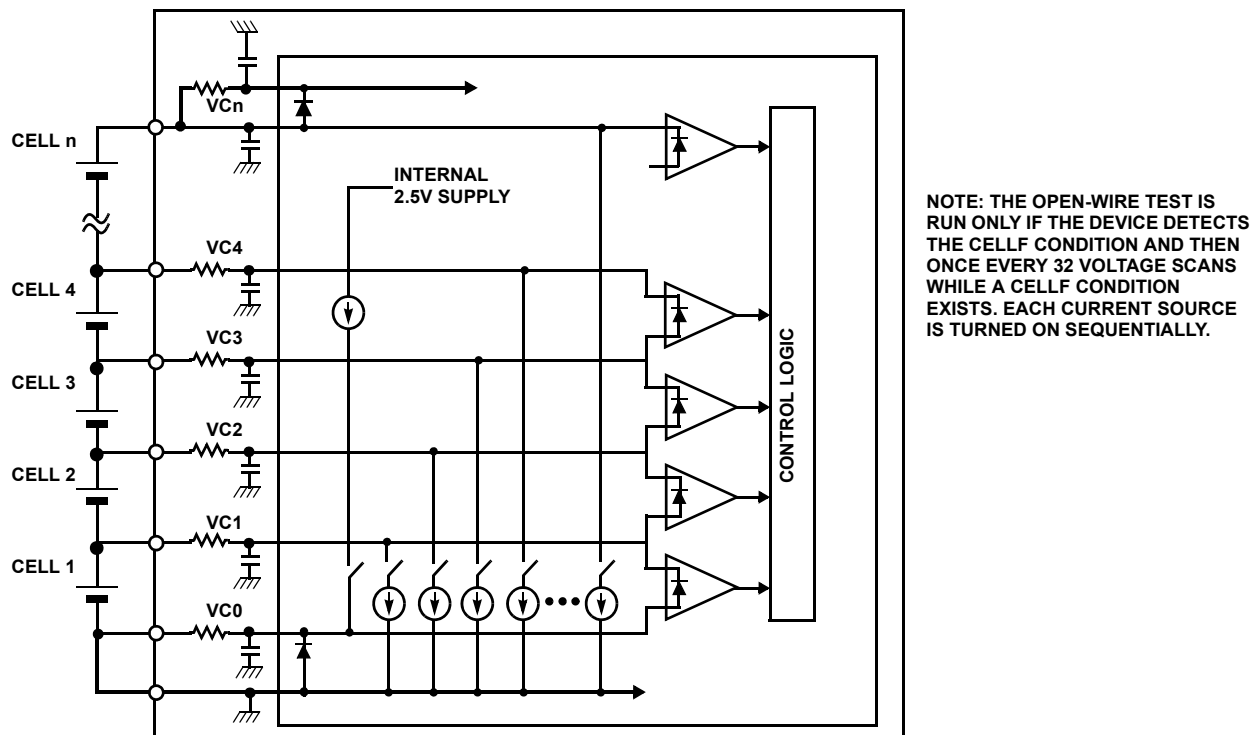 VCn
CELL n
INTERNAL
2.5V SUPPLY
NOTE: THE OPEN-WIRE TEST IS
RUN ONLY IF THE DEVICE DETECTS
THE CELLF CONDITION AND THEN
ONCE EVERY 32 VOLTAGE SCANS
WHILE A CELLF CONDITION
EXISTS. EACH CURRENT SOURCE
IS TURNED ON SEQUENTIALLY.
VC4
CELL 4
VC3
CELL 3
CONTROL LOGIC
VC2
CELL 2
VC1
CELL 1
VC0